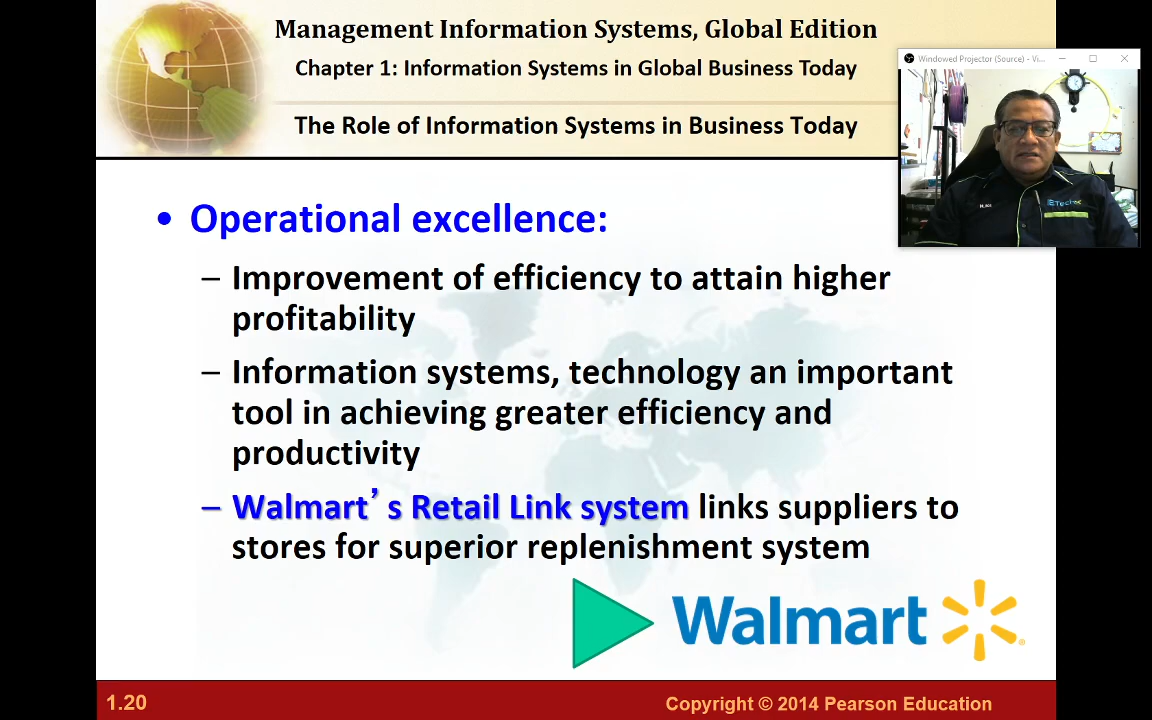 Management Information Systems, Global Edition
Chapter 1: Information Systems in Global Business Today
Windowed Projector (Source) - Vi...
The Role of Information Systems in Business Today
• Operational excellence:
– Improvement of efficiency to attain higher
profitability
– Information systems, technology an important
tool in achieving greater efficiency and
productivity
– Walmart’s Retail Link system links suppliers to
stores for superior replenishment system
Walmart
1.20
Copyright © 2014 Pearson Education